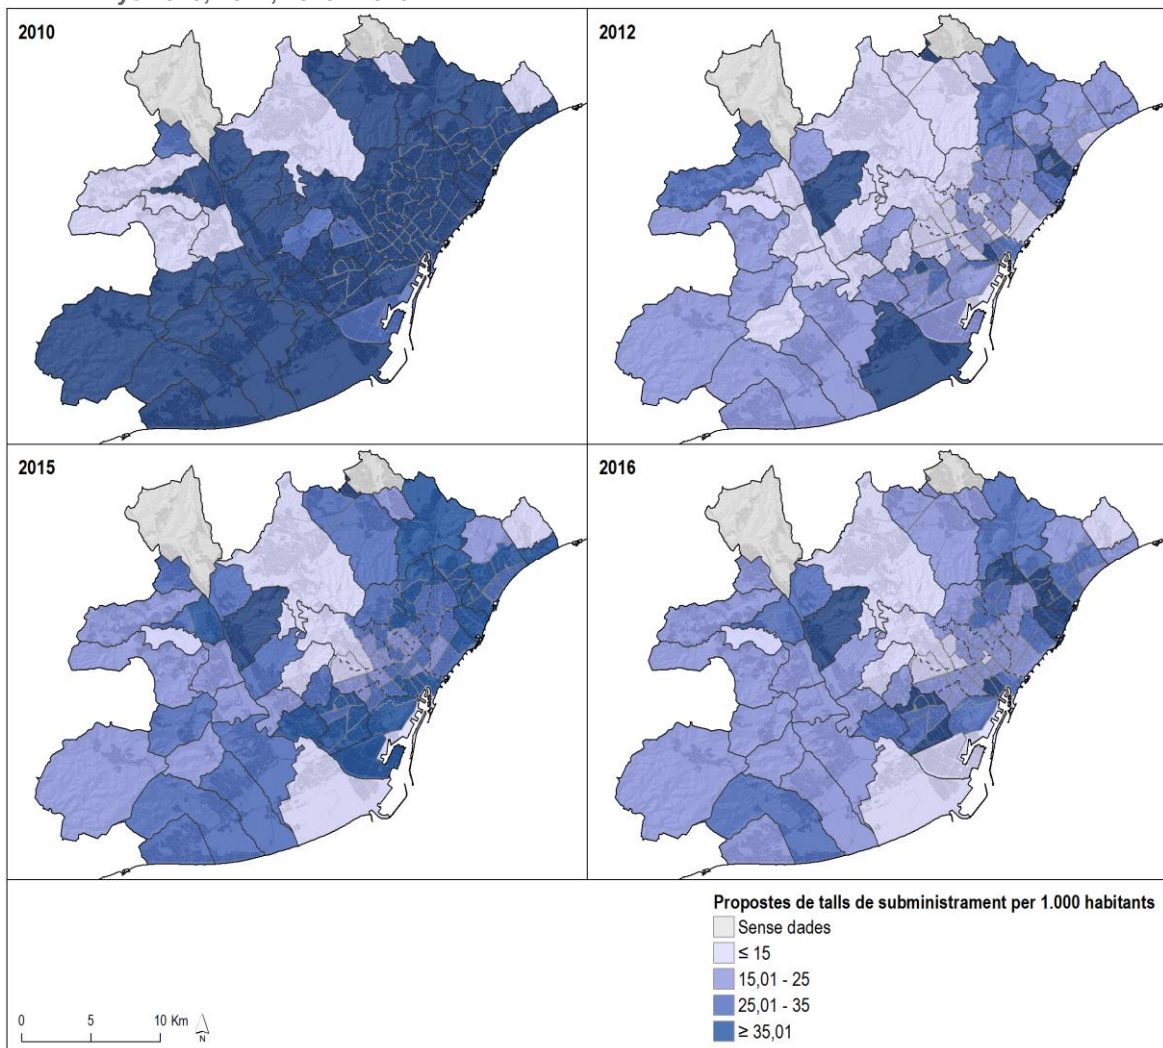 2010
2012
2015
2016
Propostes de talls de subministrament per 1.000 habitants
Sense dades
≤ 15
15,01 - 25
25,01 - 35
≥ 35,01
0 5 10 Km
N